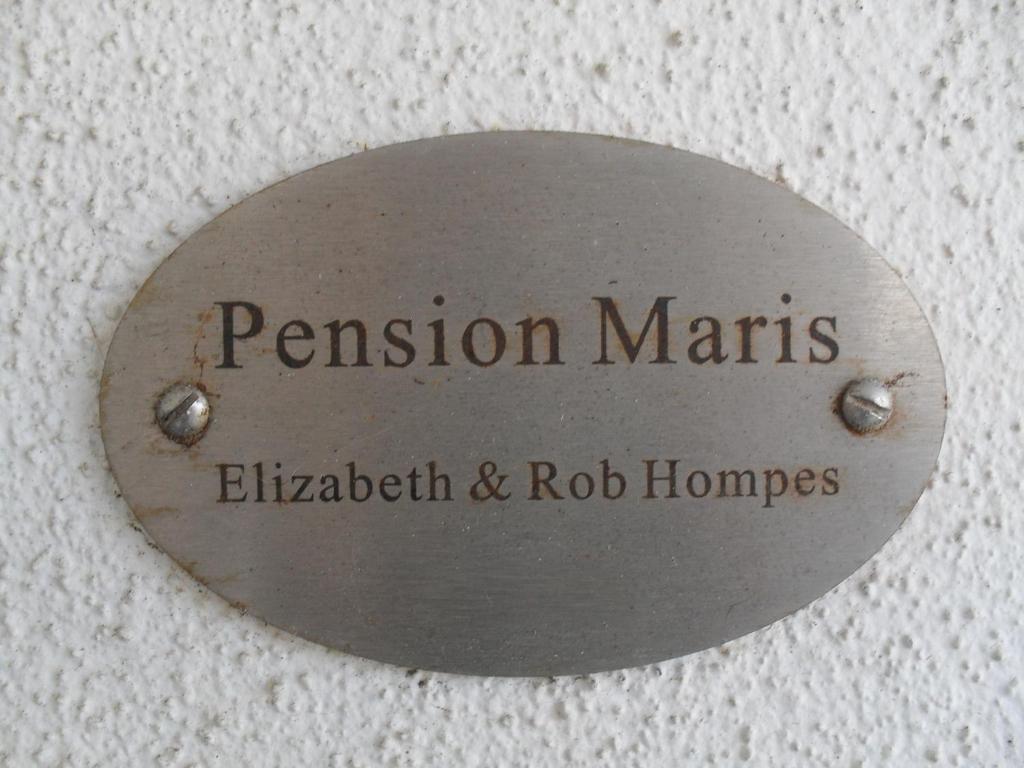 Pension Maris
Elizabeth & Rob Hompes